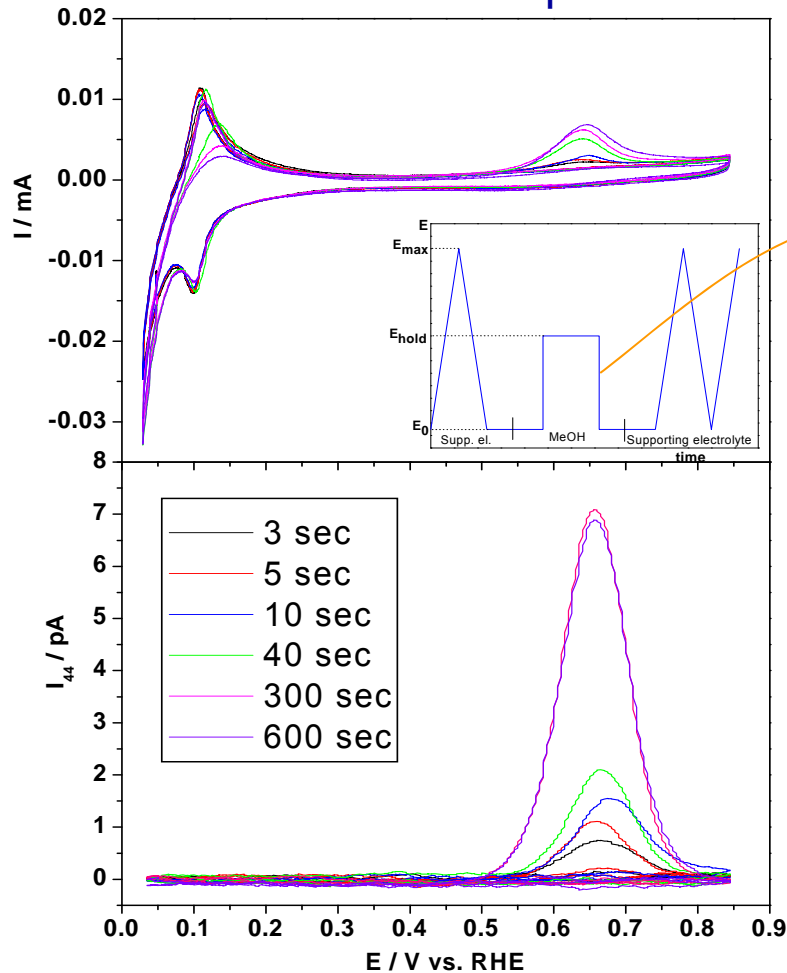 0.02
0.01
0.00
-0.01
-0.02
-0.03
I / mA
E
Emax
Ehold
E0
Supp. el.
MeOH
Supporting electrolyte
time
8
7
6
5
4
3
2
1
0
I44 / pA
3 sec
5 sec
10 sec
40 sec
300 sec
600 sec
0.0 0.1 0.2 0.3 0.4 0.5 0.6 0.7 0.8 0.9
E / V vs. RHE